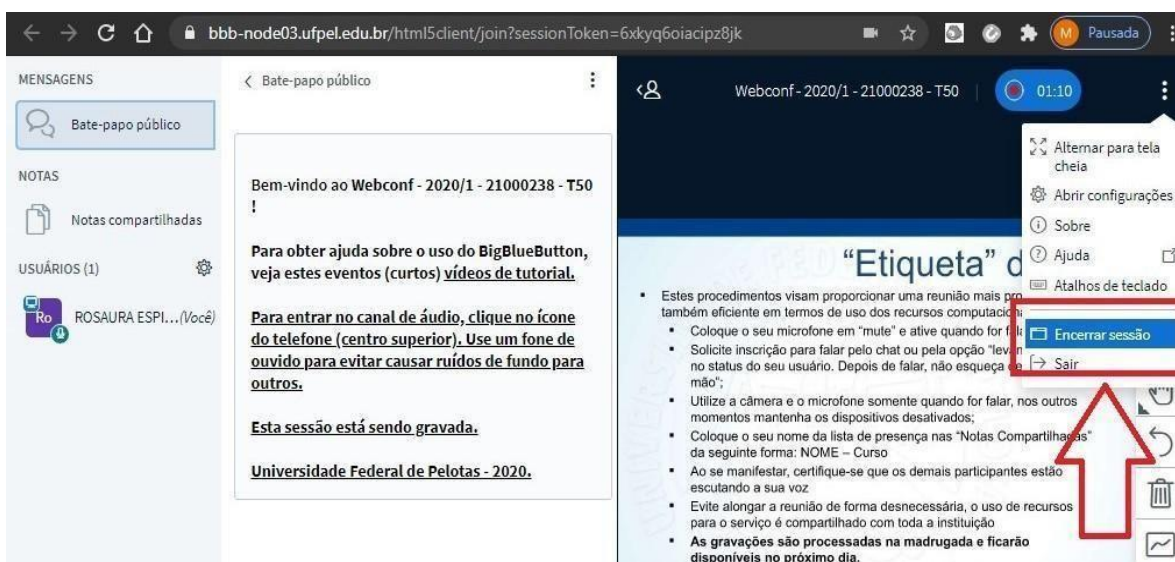 bbb-node03.ufpel.edu.br/html5client/join?sessionToken=6xkyq6oiacipz8jk
M
Pausada
MENSAGENS
Bate-papo público
NOTAS
Notas compartilhadas
USUÁRIOS (1)
Ro
ROSAURA ESPI... (Você)
Bate-papo público
Bem-vindo ao Webconf - 2020/1 - 21000238 - T50
!
Para obter ajuda sobre o uso do BigBlueButton,
veja estes eventos (curtos) vídeos de tutorial.
Para entrar no canal de áudio, clique no ícone
do telefone (centro superior). Use um fone de
ouvido para evitar causar ruídos de fundo para
outros.
Esta sessão está sendo gravada.
Universidade Federal de Pelotas - 2020.
Webconf - 2020/1 - 21000238 - T50
01:10
Alternar para tela
cheia
Abrir configurações
Sobre
Ajuda
Atalhos de teclado
Encerrar sessão
Sair
“Etiqueta” d
Estes procedimentos visam proporcionar uma reunião mais
também eficiente em termos de uso dos recursos
Coloque o seu microfone em “mute” e ative quando for
Solicite inscrição para falar pelo chat ou pela opção
no status do seu usuário. Depois de falar, não esqueça
mão”;
Utilize a câmera e o microfone somente quando for falar, nos outros
momentos mantenha os dispositivos desativados;
Coloque o seu nome da lista de presença nas “Notas Compartilhadas”
da seguinte forma: NOME – Curso
Ao se manifestar, certifique-se que os demais participantes estão
escutando a sua voz
Evite alongar a reunião de forma desnecessária, o uso de recursos
para o serviço é compartilhado com toda a instituição
As gravações são processadas na madrugada e ficarão
disponíveis no próximo dia.